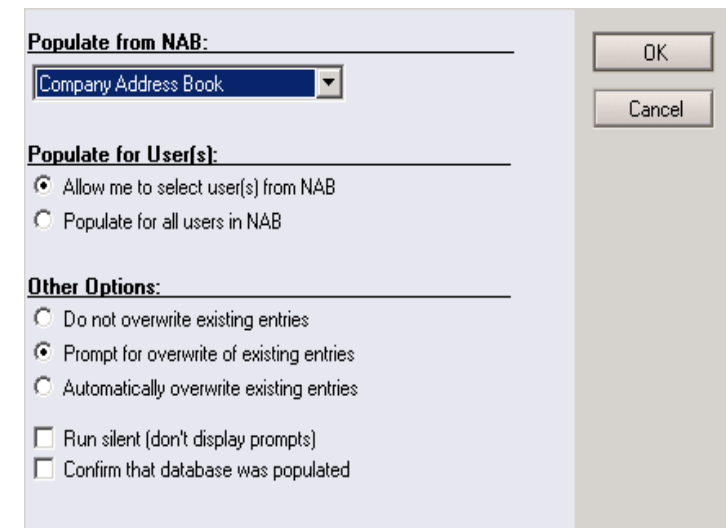 Populate from NAB:
OK
Company Address Book
Cancel
Populate for User(s):
Allow me to select user(s) from NAB
Populate for all users in NAB
Other Options:
Do not overwrite existing entries
Prompt for overwrite of existing entries
Automatically overwrite existing entries
Run silent (don't display prompts)
Confirm that database was populated